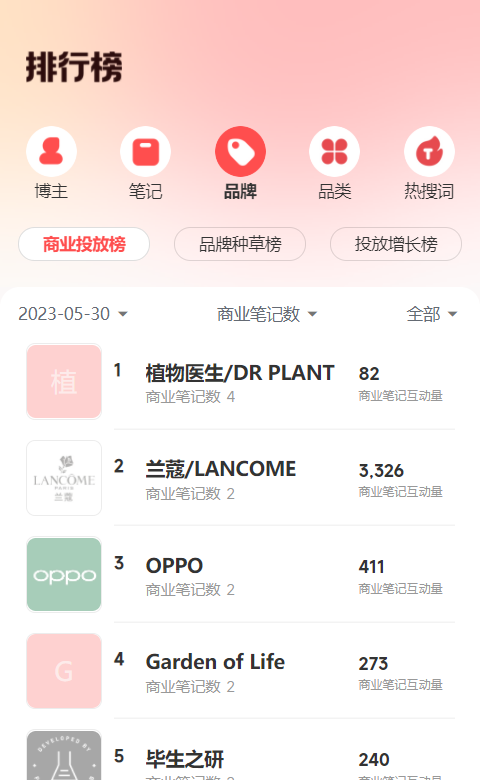 排行榜
博主 笔记 品牌 品类 热搜词
商业投放榜 品牌种草榜 投放增长榜
2023-05-30 商业笔记数 全部
植 1 植物医生/DR PLANT 82
商业笔记数 4 商业笔记互动量
LANCÔME
PARIS
兰蔻
2 兰蔻/LANCOME 3,326
商业笔记数 2 商业笔记互动量
oppo 3 OPPO 411
商业笔记数 2 商业笔记互动量
G 4 Garden of Life 273
商业笔记数 2 商业笔记互动量
DEVELOPED BY
5 毕生之研 240